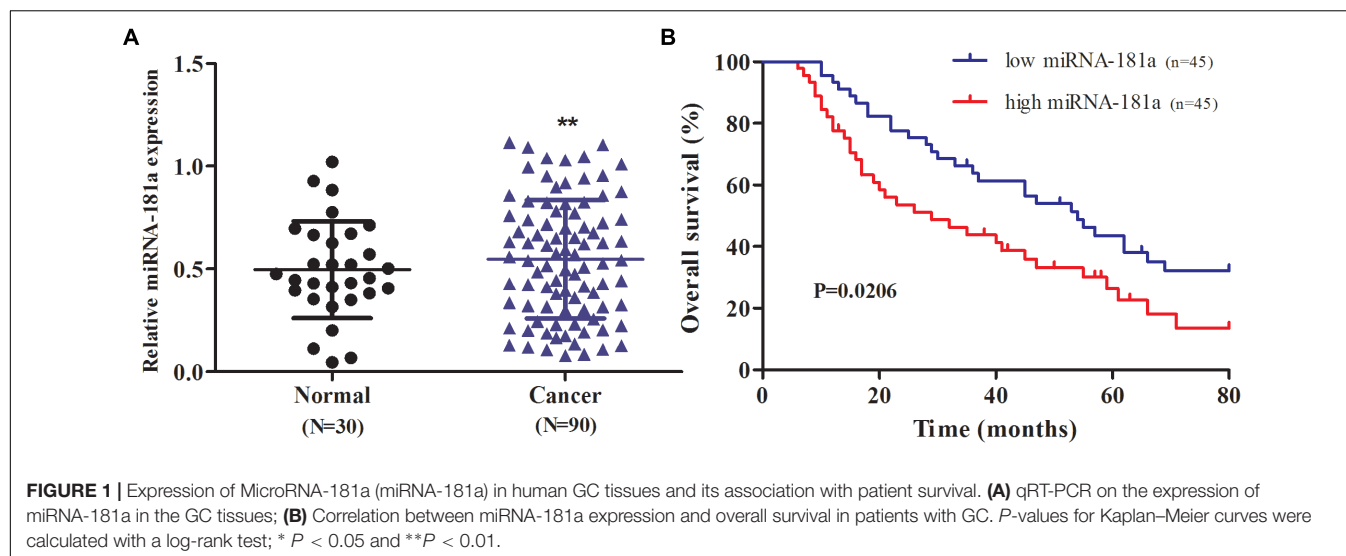 A
Relative miRNA-181a expression
1.5
1.0
0.5
0.0
**
Normal
(N=30)
Cancer
(N=90)
B
Overall survival (%)
100
80
60
40
20
0
low miRNA-181a (n=45)
high miRNA-181a (n=45)
P=0.0206
0 20 40 60 80
Time (months)
FIGURE 1 | Expression of MicroRNA-181a (miRNA-181a) in human GC tissues and its association with patient survival. (A) qRT-PCR on the expression of
miRNA-181a in the GC tissues; (B) Correlation between miRNA-181a expression and overall survival in patients with GC. P-values for Kaplan–Meier curves were
calculated with a log-rank test; * P < 0.05 and **P < 0.01.